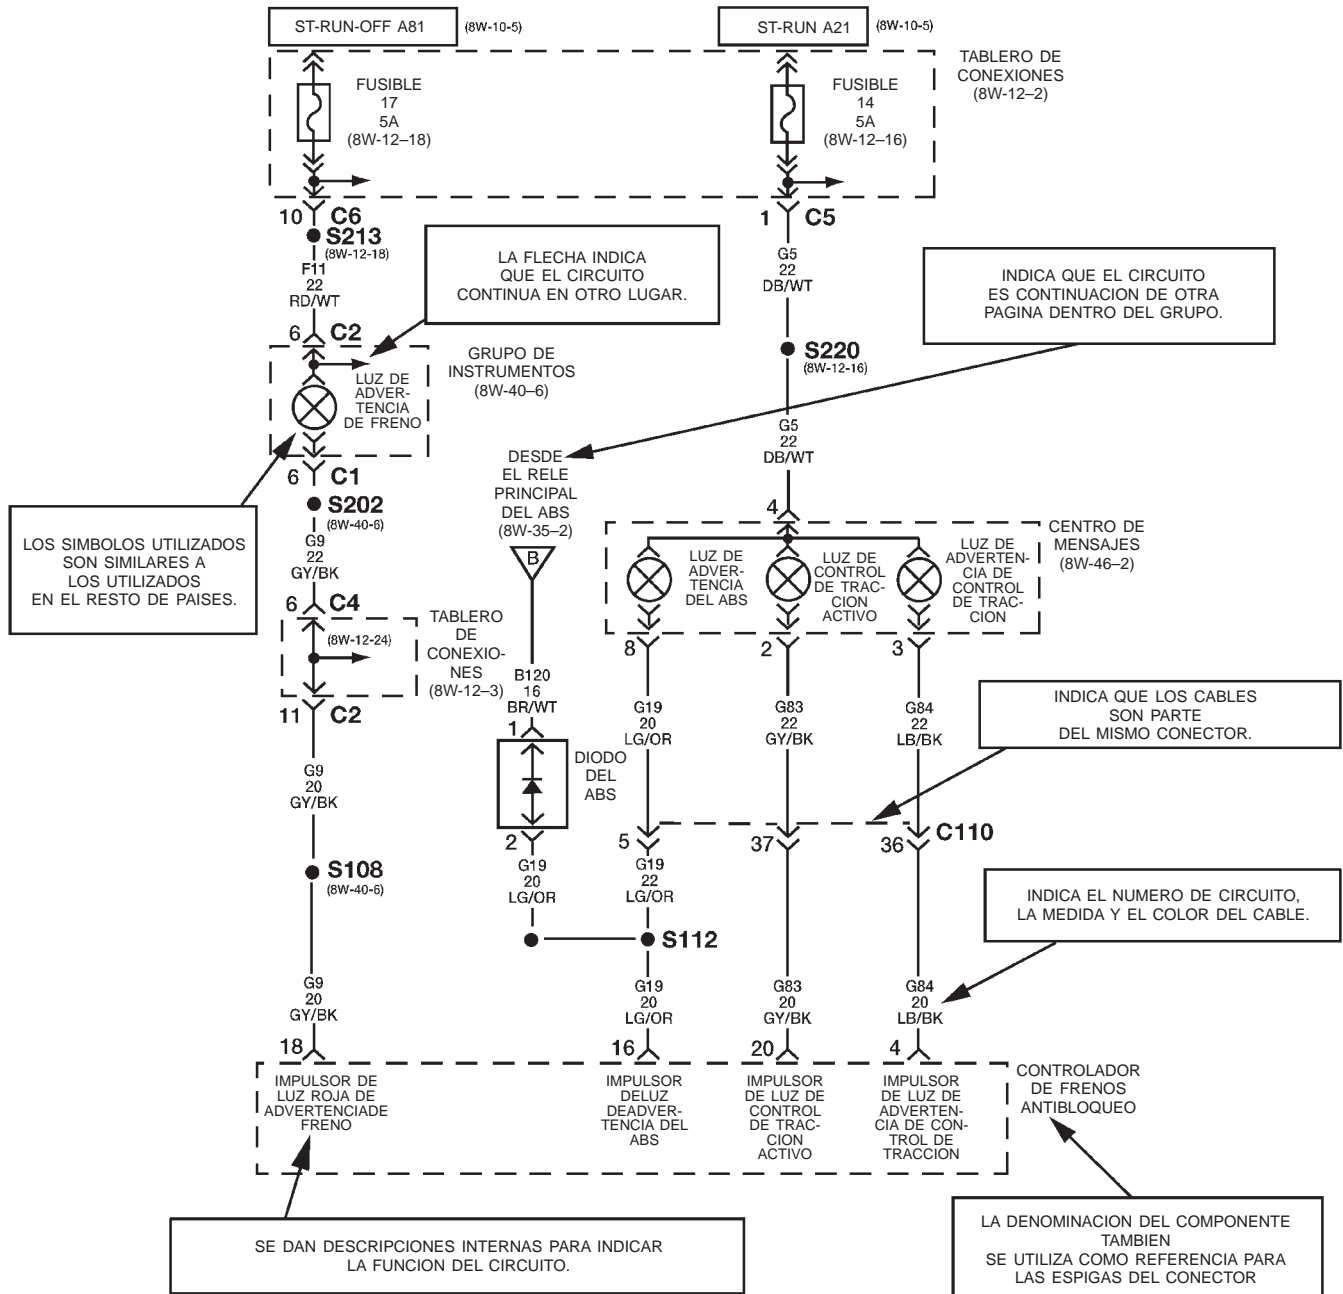 ST-RUN-OFF A81
(8W-10-5)
ST-RUN A21
(8W-10-5)
FUSIBLE
17
5A
(8W-12–18)
FUSIBLE
14
5A
(8W-12–16)
TABLERO DE
CONEXIONES
(8W-12–2)
10
C6
S213
(8W-12-18)
F11
22
RD/WT
1
C5
G5
22
DB/WT
LA FLECHA INDICA
QUE EL CIRCUITO
CONTINUA EN OTRO LUGAR.
INDICA QUE EL CIRCUITO
ES CONTINUACION DE OTRA
PAGINA DENTRO DEL GRUPO.
6
C2
LUZ DE
ADVER-
TENCIA
DE FRENO
GRUPO DE
INSTRUMENTOS
(8W-40–6)
S220
(8W-12-16)
G5
22
DB/WT
6
C1
S202
(8W-40-6)
G9
22
GY/BK
LOS SIMBOLOS UTILIZADOS
SON SIMILARES A
LOS UTILIZADOS
EN EL RESTO DE PAISES.
DESDE
EL RELE
PRINCIPAL
DEL ABS
(8W-35–2)
B
4
LUZ DE
ADVER-
TENCIA
DEL ABS
LUZ DE
CONTROL
DE TRAC-
CION
ACTIVO
LUZ DE
ADVERTEN-
CIA DE
CONTROL
DE TRAC-
CION
CENTRO DE
MENSAJES
(8W-46–2)
6
C4
(8W-12-24)
TABLERO
DE
CONEXIO-
NES
(8W-12–3)
11
C2
8
2
3
B120
16
BR/WT
G19
20
LG/OR
G83
22
GY/BK
G84
22
LB/BK
INDICA QUE LOS CABLES
SON PARTE
DEL MISMO CONECTOR.
G9
20
GY/BK
1
DIODO
DEL
ABS
2
5
37
36
C110
S108
(8W-40-6)
G19
20
LG/OR
G19
22
LG/OR
S112
INDICA EL NUMERO DE CIRCUITO,
LA MEDIDA Y EL COLOR DEL CABLE.
G9
20
GY/BK
G19
20
LG/OR
G83
20
GY/BK
G84
20
LB/BK
18
16
20
4
IMPULSOR DE
LUZ ROJA DE
ADVERTENCIADE
FRENO
IMPULSOR
DELUZ
DEADVER-
TENCIA DEL
ABS
IMPULSOR
DE LUZ DE
CONTROL
DE TRAC-
CION
ACTIVO
IMPULSOR
DE LUZ DE
ADVERTEN-
CIA DE CON-
TROL DE
TRACCION
CONTROLADOR
DE FRENOS
ANTIBLOQUEO
SE DAN DESCRIPCIONES INTERNAS PARA INDICAR
LA FUNCION DEL CIRCUITO.
LA DENOMINACION DEL COMPONENTE
TAMBIEN
SE UTILIZA COMO REFERENCIA PARA
LAS ESPIGAS DEL CONECTOR